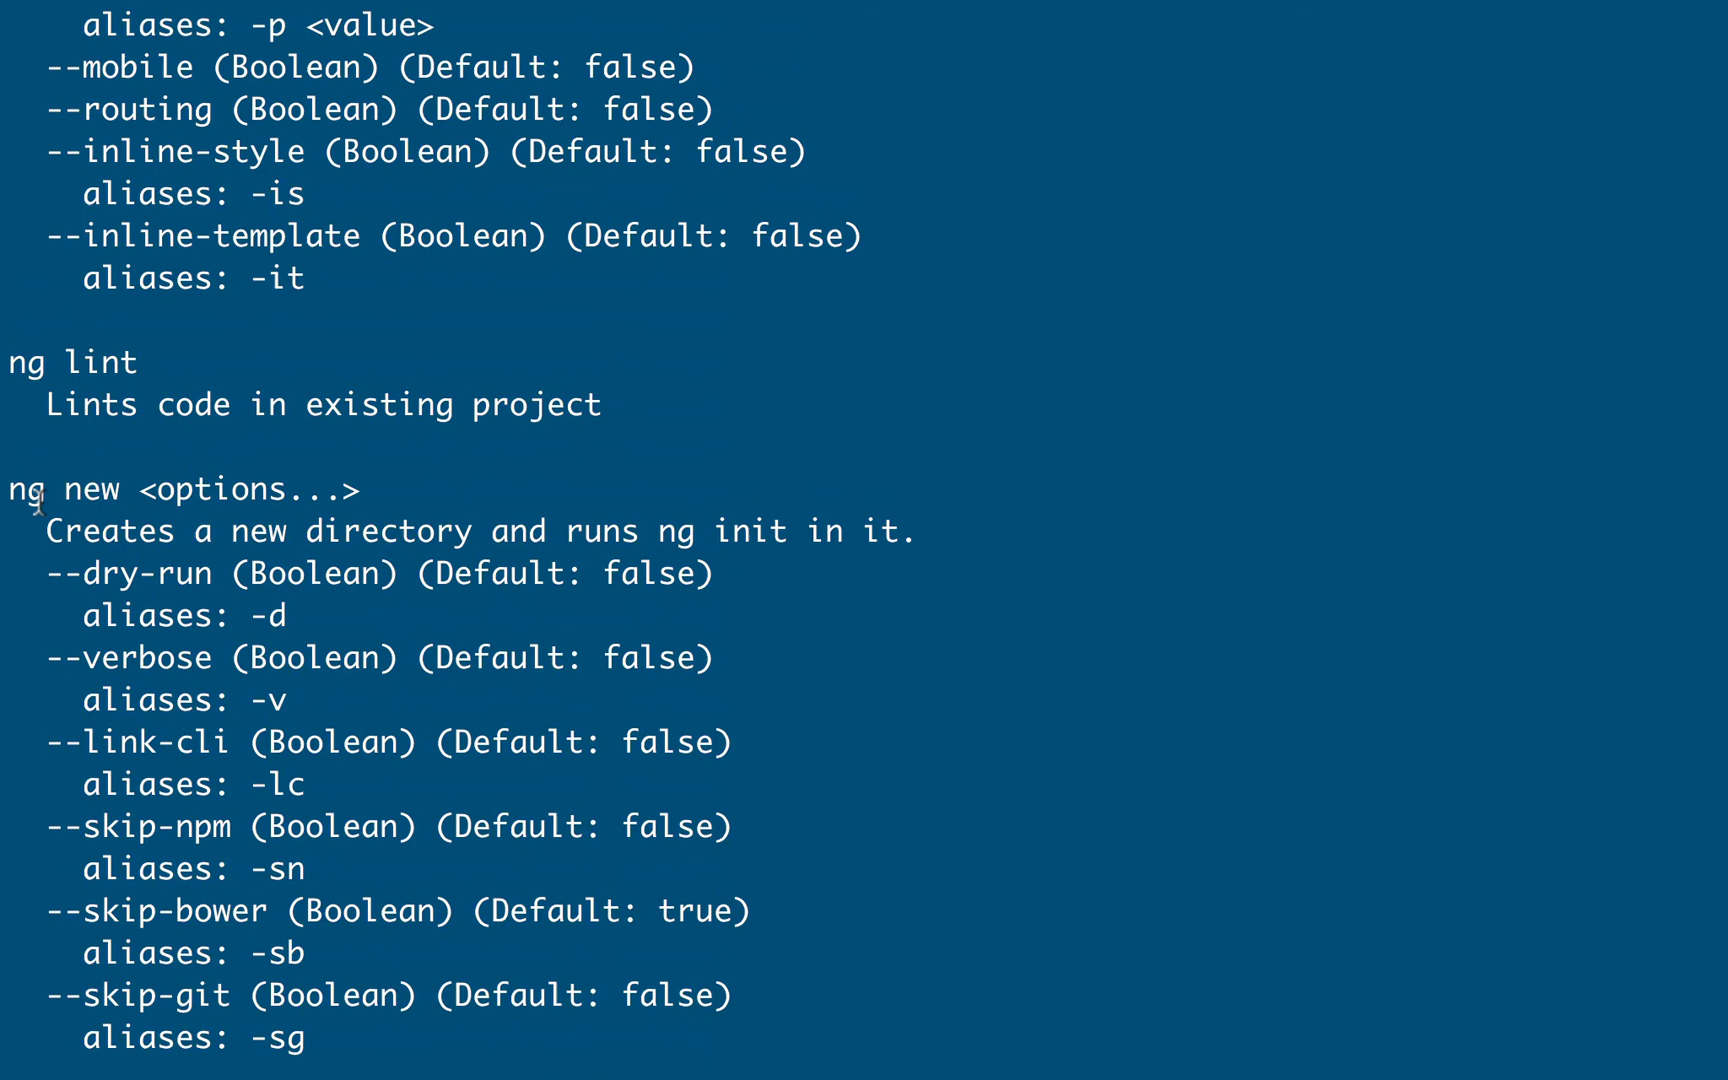 aliases: -p <value>
--mobile (Boolean) (Default: false)
--routing (Boolean) (Default: false)
--inline-style (Boolean) (Default: false)
aliases: -is
--inline-template (Boolean) (Default: false)
aliases: -it
ng lint
Lints code in existing project
ng new <options...>
Creates a new directory and runs ng init in it.
--dry-run (Boolean) (Default: false)
aliases: -d
--verbose (Boolean) (Default: false)
aliases: -v
--link-cli (Boolean) (Default: false)
aliases: -lc
--skip-npm (Boolean) (Default: false)
aliases: -sn
--skip-bower (Boolean) (Default: true)
aliases: -sb
--skip-git (Boolean) (Default: false)
aliases: -sg